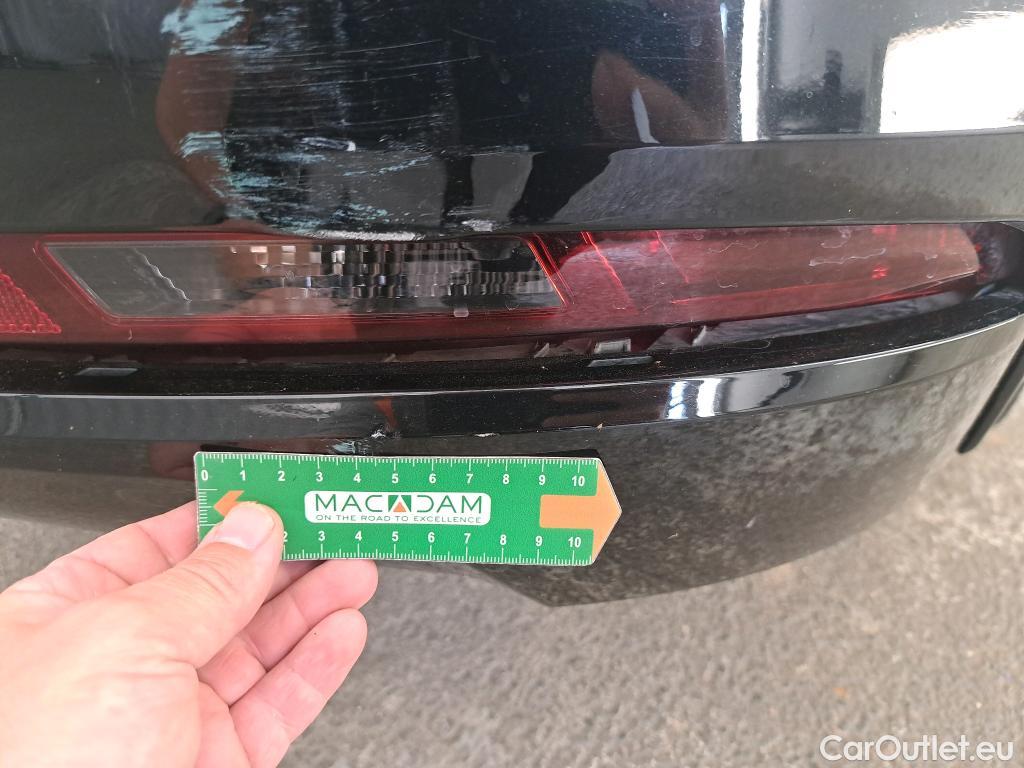 0 1 2 3 4 5 6 7 8 9 10
MACADAM
ON THE ROAD TO EXCELLENCE
2 3 4 5 6 7 8 9 10
CarOutlet.eu